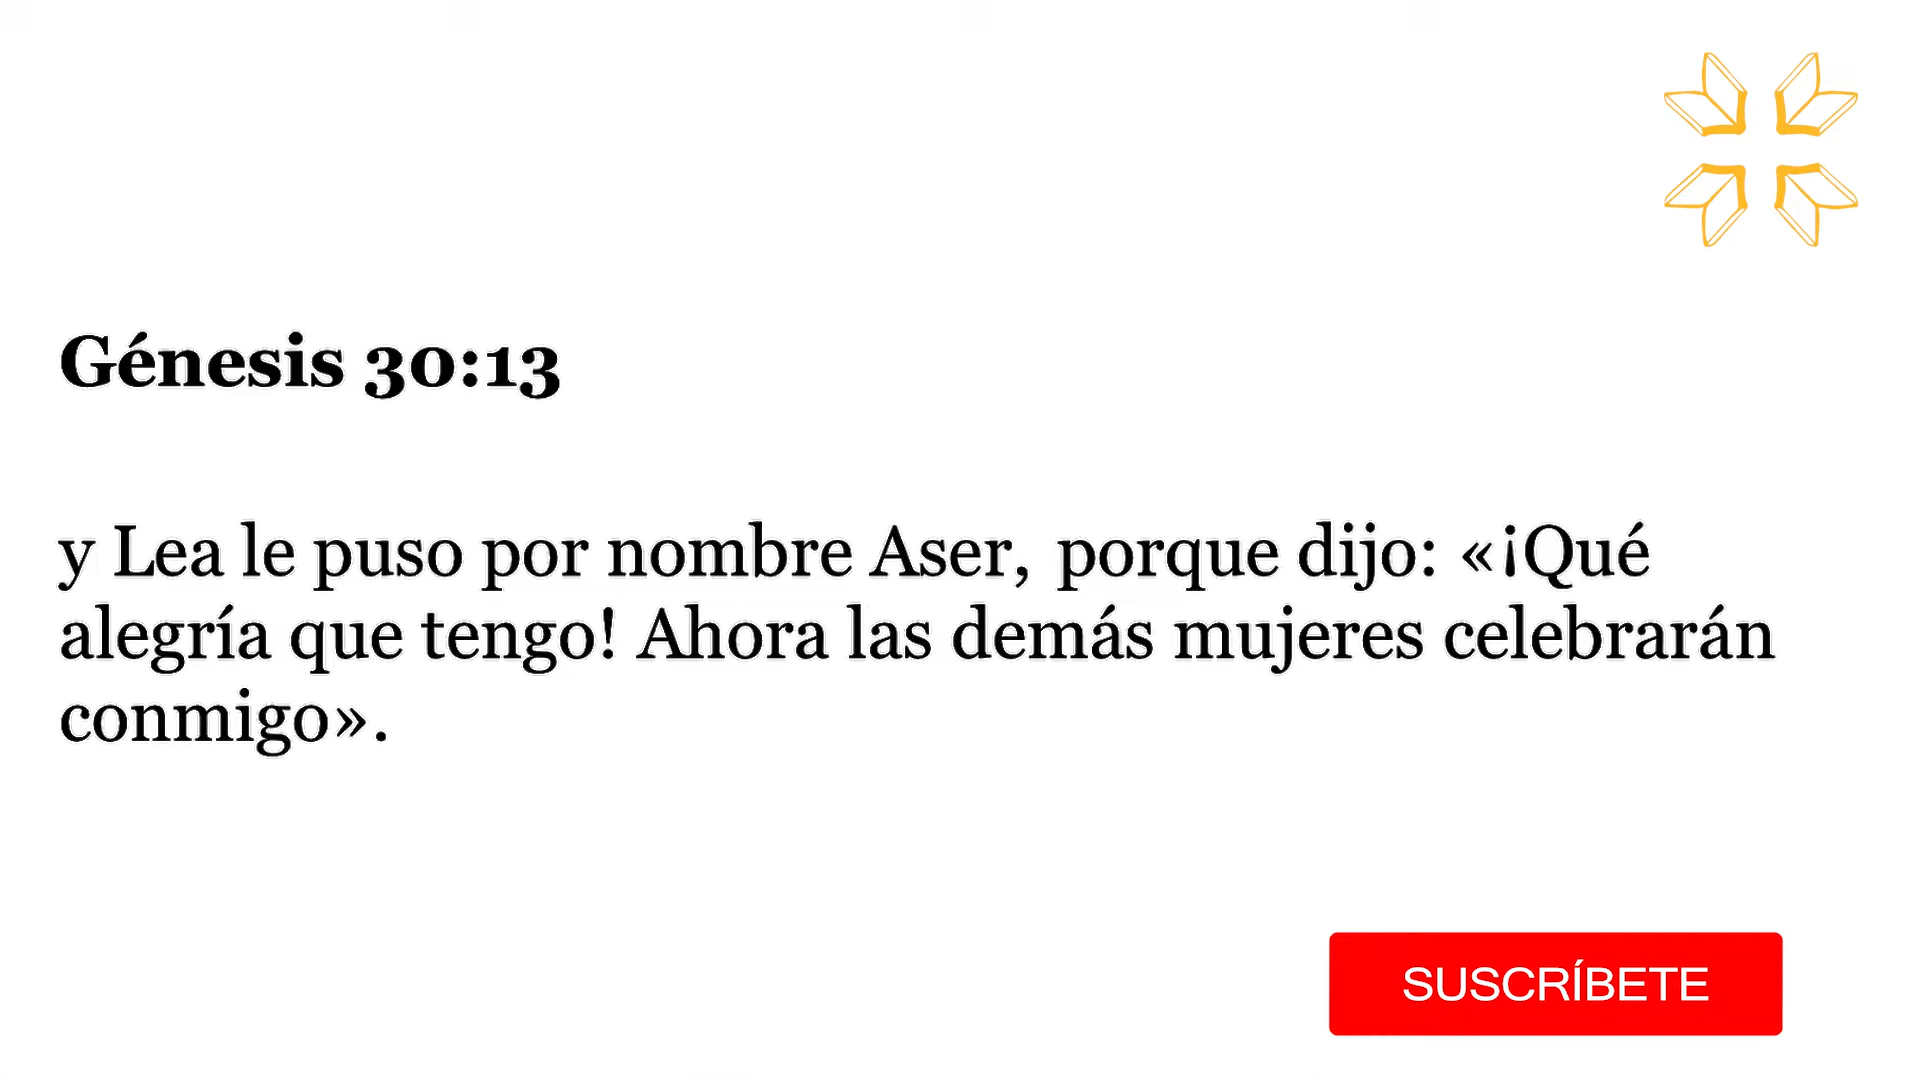 Génesis 30:13
y Lea le puso por nombre Aser, porque dijo: «¡Qué
alegría que tengo! Ahora las demás mujeres celebrarán
conmigo».
SUSCRÍBETE